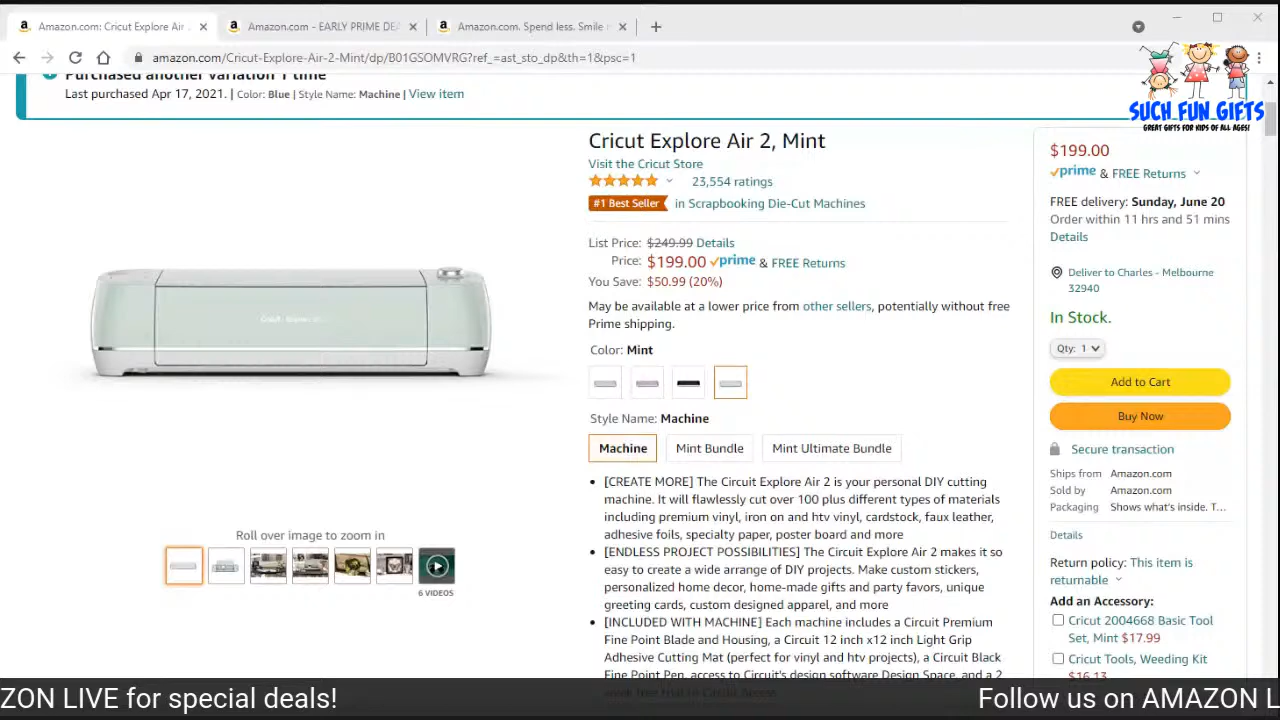 Amazon.com: Cricut Explore Air
Amazon.com - EARLY PRIME DEA
Amazon.com. Spend less. Smile
amazon.com/Cricut-Explore-Air-2-Mint/dp/B01GSOMVRG?ref_=ast_sto_dp&th=1&psc=1
SUCH FUN GIFTS
GREAT GIFTS FOR KIDS OF ALL AGES!
Purchased another variation 1 time
Last purchased Apr 17, 2021. | Color: Blue | Style Name: Machine | View item
Cricut Explore Air 2, Mint
Visit the Cricut Store
23,554 ratings
#1 Best Seller in Scrapbooking Die-Cut Machines
List Price: $249.99 Details
Price: $199.00 prime & FREE Returns
You Save: $50.99 (20%)
May be available at a lower price from other sellers, potentially without free
Prime shipping.
Color: Mint
Style Name: Machine
Machine
Mint Bundle
Mint Ultimate Bundle
• [CREATE MORE] The Circuit Explore Air 2 is your personal DIY cutting
machine. It will flawlessly cut over 100 plus different types of materials
including premium vinyl, iron on and htv vinyl, cardstock, faux leather,
adhesive foils, specialty paper, poster board and more
• [ENDLESS PROJECT POSSIBILITIES] The Circuit Explore Air 2 makes it so
easy to create a wide arrange of DIY projects. Make custom stickers,
personalized home decor, home-made gifts and party favors, unique
greeting cards, custom designed apparel, and more
• [INCLUDED WITH MACHINE] Each machine includes a Circuit Premium
Fine Point Blade and Housing, a Circuit 12 inch x12 inch Light Grip
Adhesive Cutting Mat (perfect for vinyl and htv projects), a Circuit Black
Fine Point Pen, access to Circuit's design software Design Space, and a 2
week free trial to Cricut Access
Roll over image to zoom in
6 VIDEOS
$199.00
prime & FREE Returns
FREE delivery: Sunday, June 20
Order within 11 hrs and 51 mins
Details
Deliver to Charles - Melbourne
32940
In Stock.
Qty: 1
Add to Cart
Buy Now
Secure transaction
Ships from Amazon.com
Sold by Amazon.com
Packaging Shows what's inside. T...
Details
Return policy: This item is
returnable
Add an Accessory:
Cricut 2004668 Basic Tool
Set, Mint $17.99
Cricut Tools, Weeding Kit
$16.13
ZON LIVE for special deals!
Follow us on AMAZON L